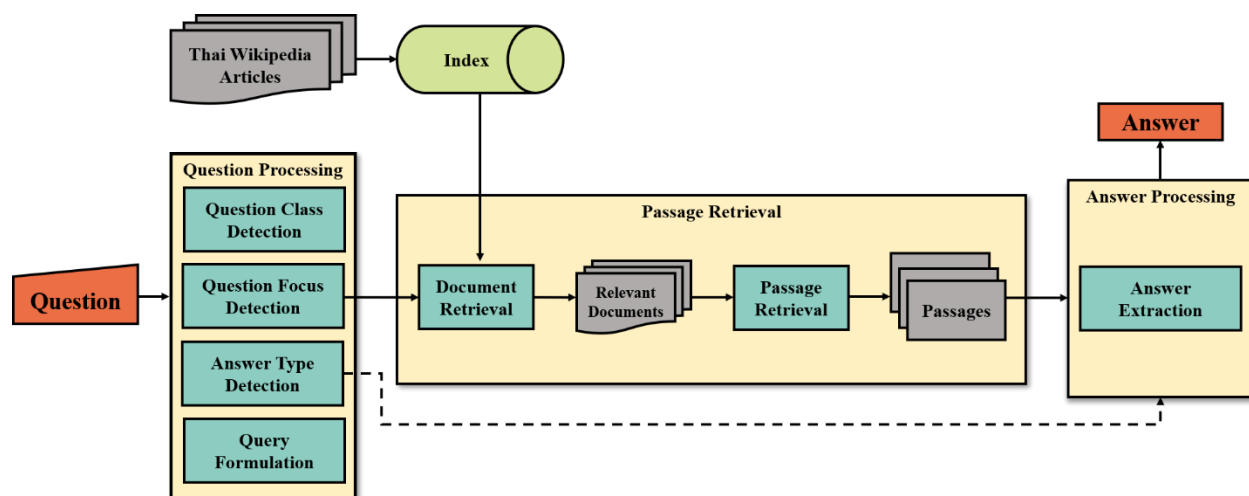 Thai Wikipedia
Articles
Index
Question
Question Processing
Question Class
Detection
Question Focus
Detection
Answer Type
Detection
Query
Formulation
Passage Retrieval
Document
Retrieval
Relevant
Documents
Passage
Retrieval
Passages
Answer
Answer Processing
Answer
Extraction